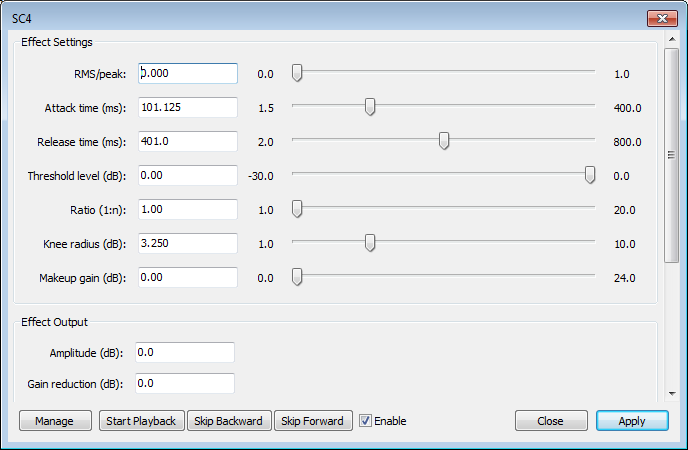 SC4
Effect Settings
RMS/peak: 0.000 0.0 1.0
Attack time (ms): 101.125 1.5 400.0
Release time (ms): 401.0 2.0 800.0
Threshold level (dB): 0.00 -30.0 0.0
Ratio (1:n): 1.00 1.0 20.0
Knee radius (dB): 3.250 1.0 10.0
Makeup gain (dB): 0.00 0.0 24.0
Effect Output
Amplitude (dB): 0.0
Gain reduction (dB): 0.0
Manage Start Playback Skip Backward Skip Forward Enable Close Apply